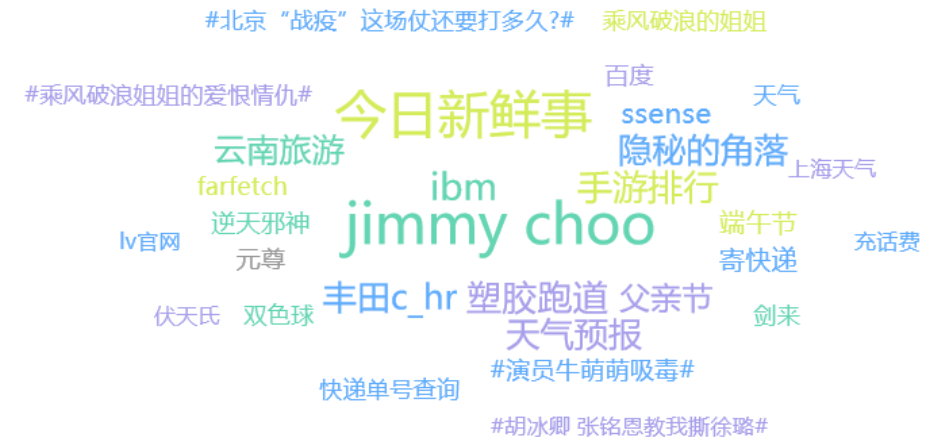 #北京“战疫”这场仗还要打多久?#
乘风破浪的姐姐
百度
#乘风破浪姐姐的爱恨情仇#
天气
今日新鲜事
ssense
云南旅游
隐秘的角落
上海天气
farfetch
ibm
手游排行
逆天邪神
jimmy choo
端午节
lv官网
充话费
元尊
寄快递
丰田c_hr
塑胶跑道
父亲节
伏天氏
双色球
剑来
天气预报
#演员牛萌萌吸毒#
快递单号查询
#胡冰卿 张铭恩教我撕徐璐#